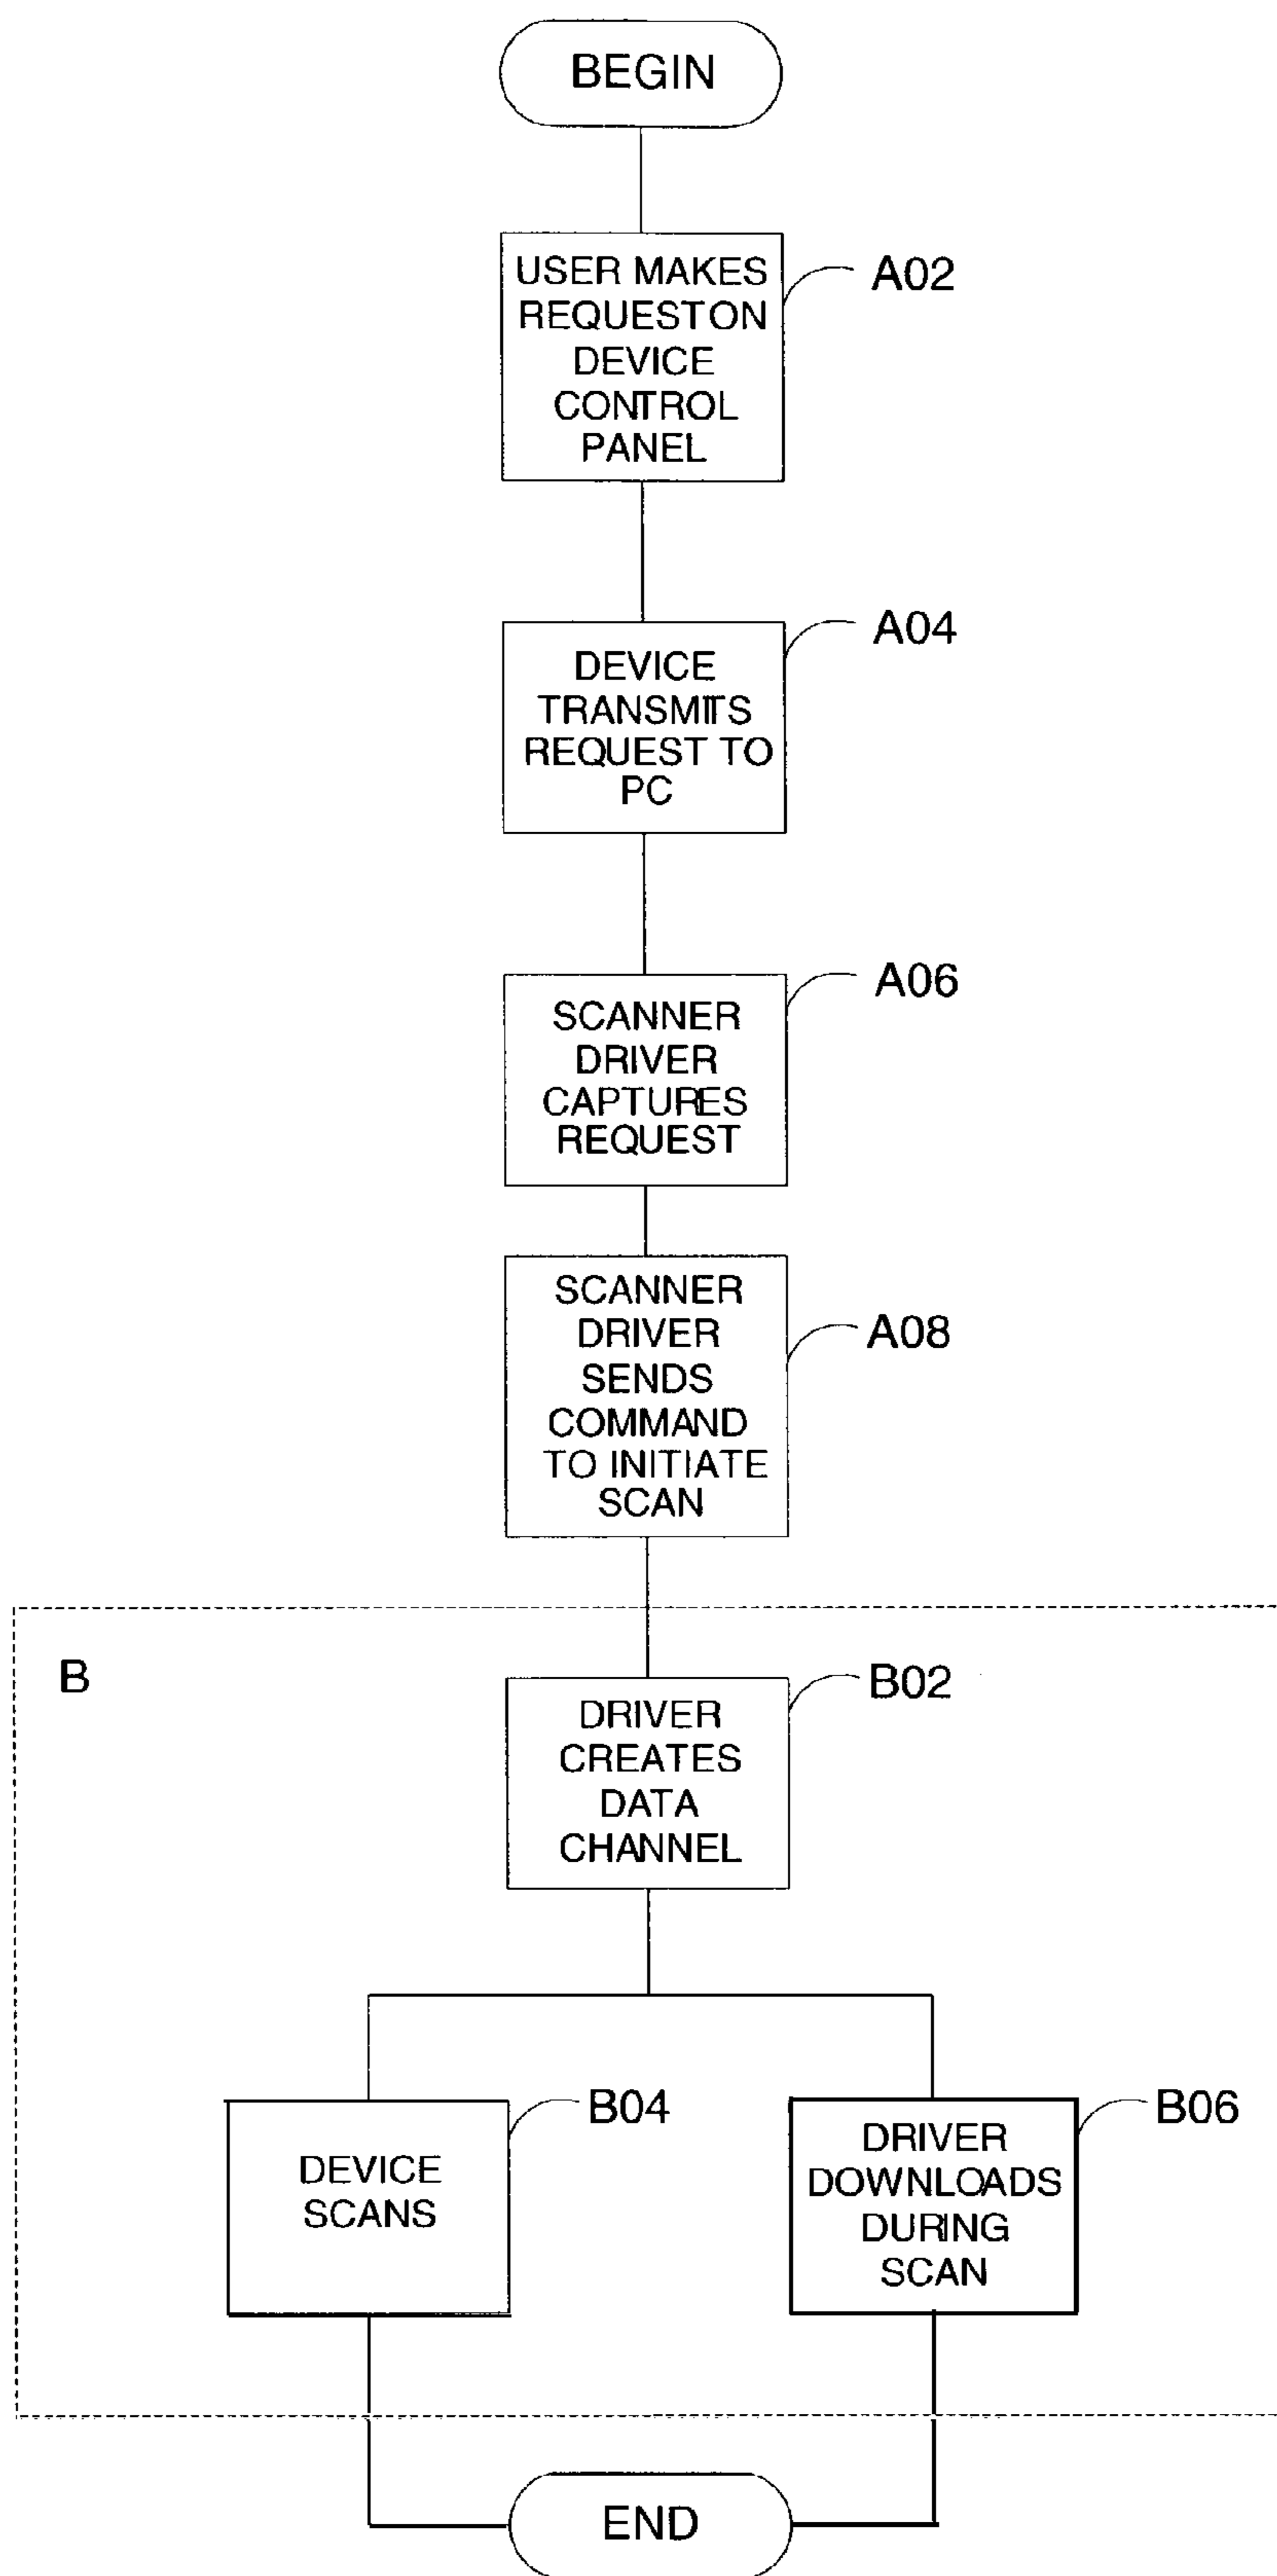 BEGIN
USER MAKES
REQUEST ON
DEVICE
CONTROL
PANEL
A02
DEVICE
TRANSMITS
REQUEST TO
PC
A04
SCANNER
DRIVER
CAPTURES
REQUEST
A06
SCANNER
DRIVER
SENDS
COMMAND
TO INITIATE
SCAN
A08
B
DRIVER
CREATES
DATA
CHANNEL
B02
DEVICE
SCANS
B04
DRIVER
DOWNLOADS
DURING
SCAN
B06
END